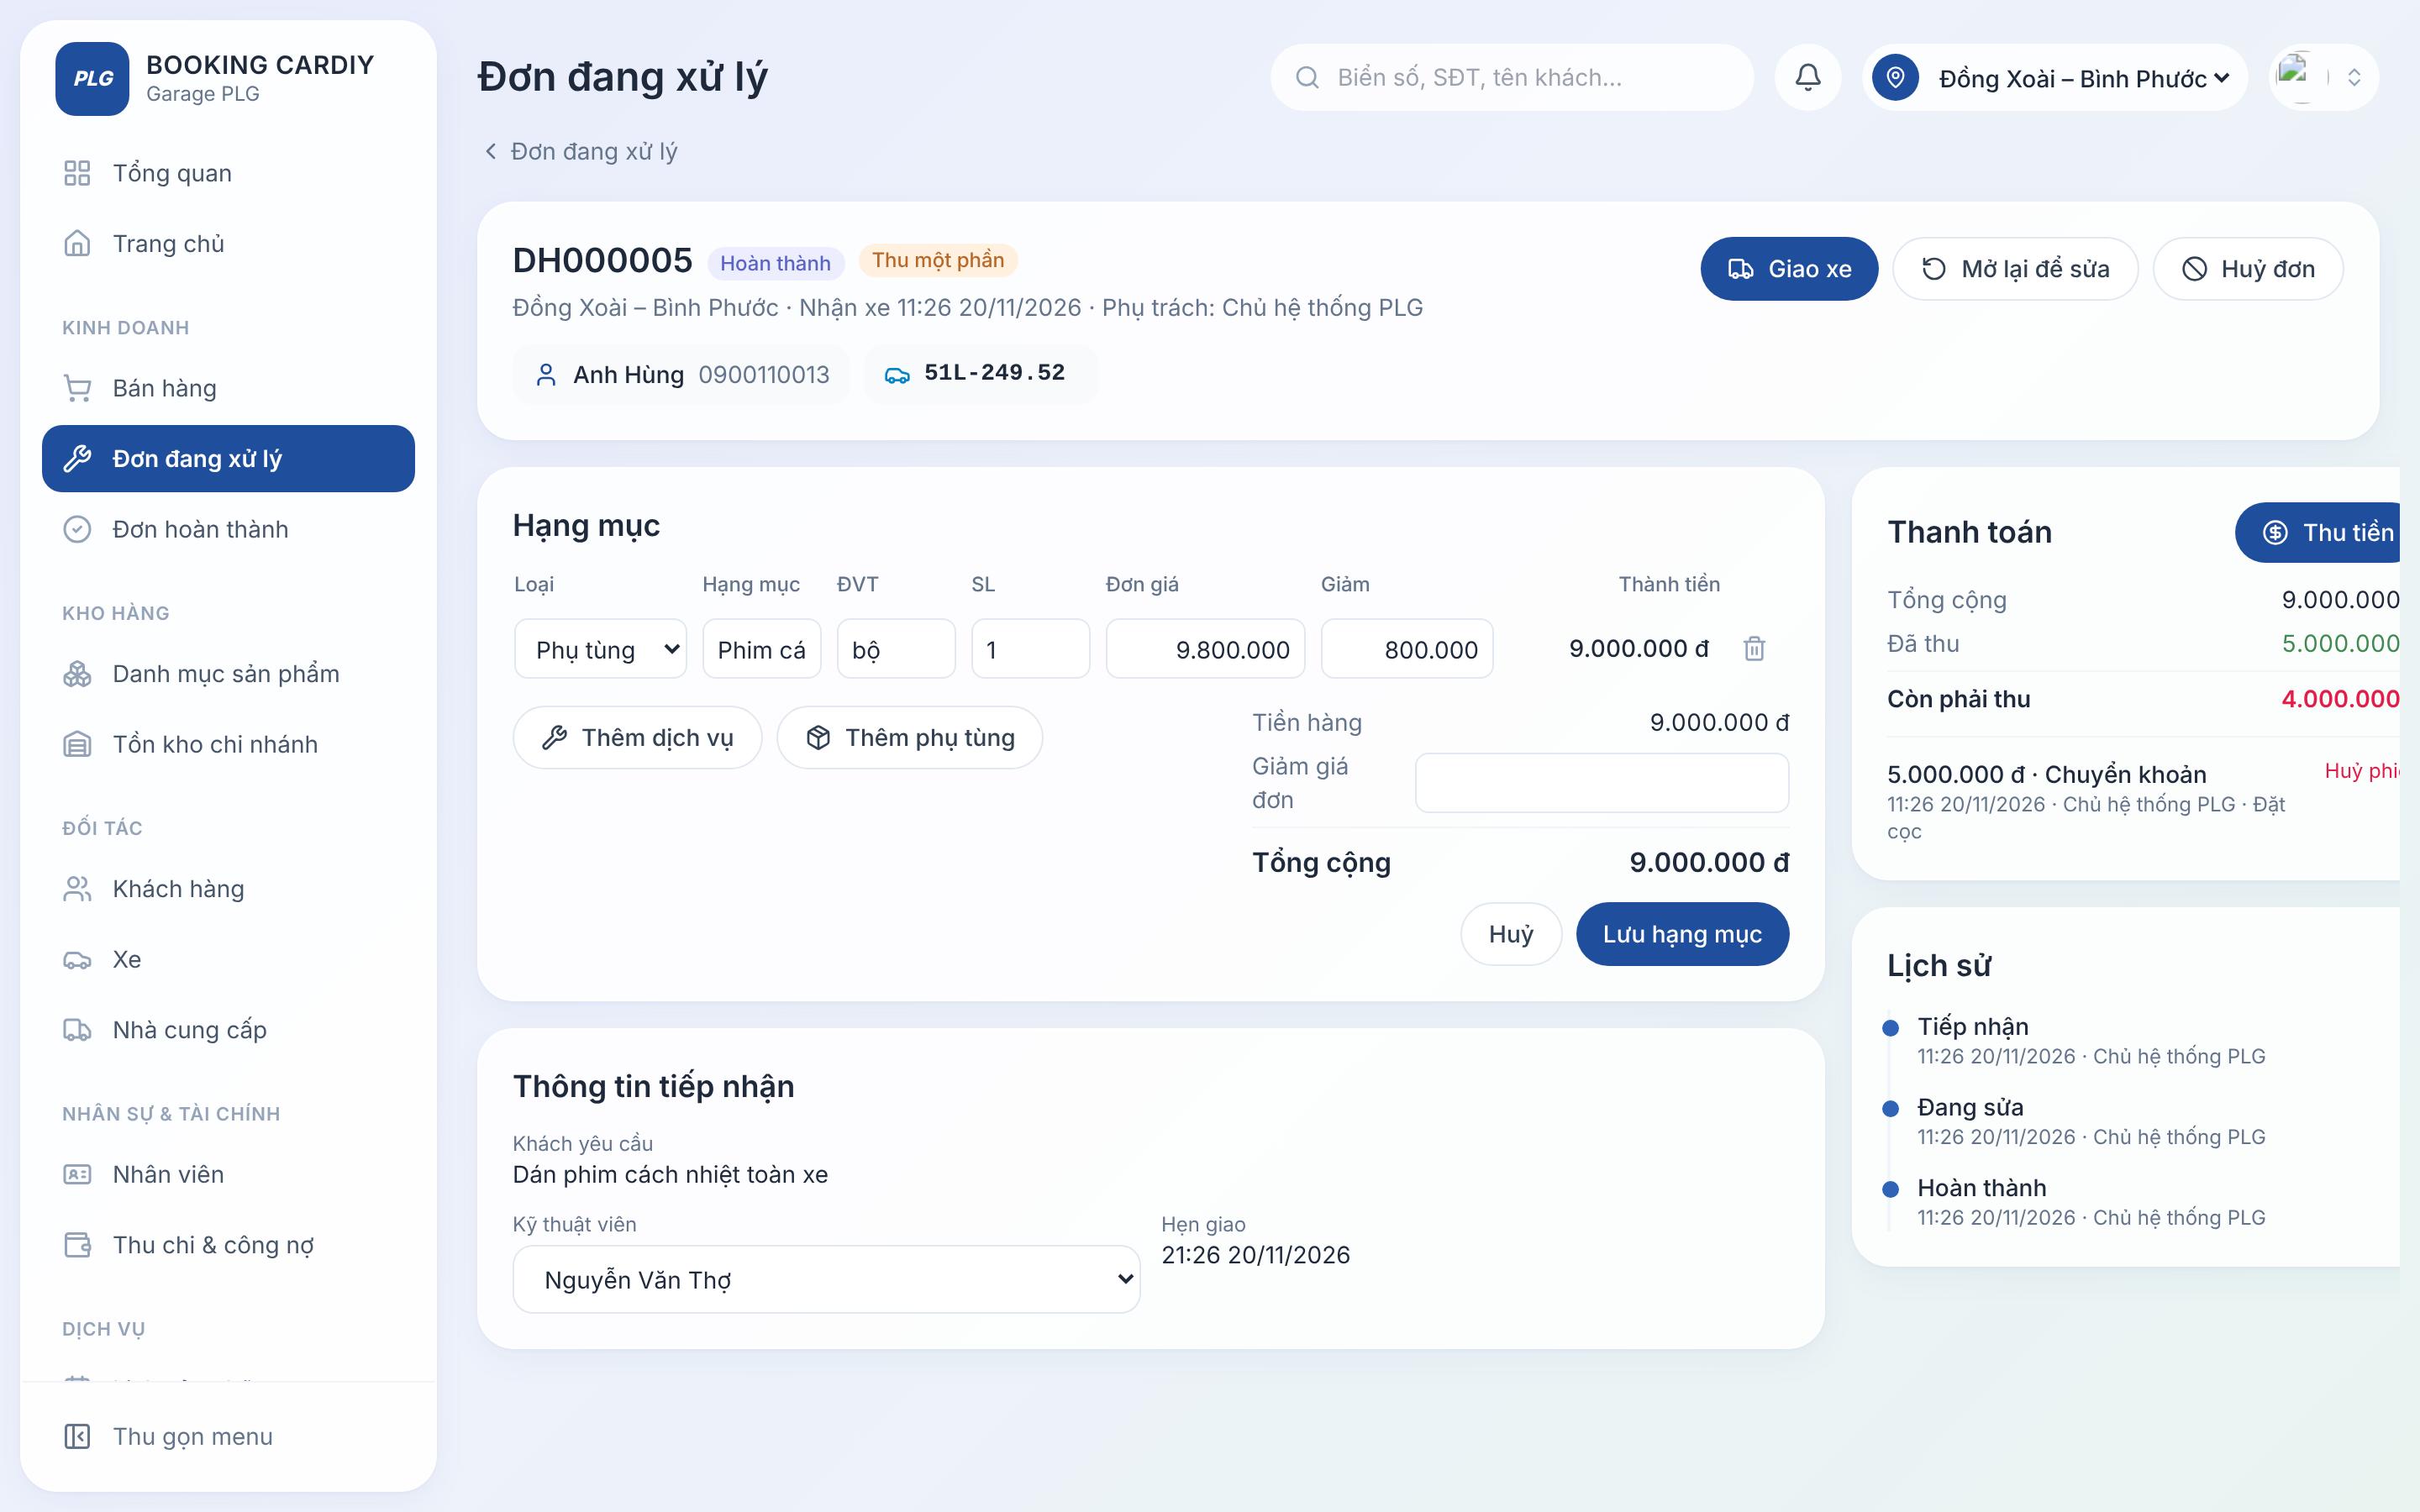 PLG
BOOKING CARDIY
Garage PLG
Tổng quan
Trang chủ
KINH DOANH
Bán hàng
Đơn đang xử lý
Đơn hoàn thành
KHO HÀNG
Danh mục sản phẩm
Tồn kho chi nhánh
ĐỐI TÁC
Khách hàng
Xe
Nhà cung cấp
NHÂN SỰ & TÀI CHÍNH
Nhân viên
Thu chi & công nợ
DỊCH VỤ
Thu gọn menu
Đơn đang xử lý
Biển số, SĐT, tên khách...
Đồng Xoài – Bình Phước
Đơn đang xử lý
DH000005 Hoàn thành Thu một phần
Giao xe
Mở lại để sửa
Huỷ đơn
Đồng Xoài – Bình Phước · Nhận xe 11:26 20/11/2026 · Phụ trách: Chủ hệ thống PLG
Anh Hùng 0900110013
51L-249.52
Hạng mục
Loại Hạng mục ĐVT SL Đơn giá Giảm Thành tiền
Phụ tùng Phim cá bộ 1 9.800.000 800.000 9.000.000 đ
Thêm dịch vụ
Thêm phụ tùng
Tiền hàng 9.000.000 đ
Giảm giá
đơn
Tổng cộng 9.000.000 đ
Huỷ
Lưu hạng mục
Thông tin tiếp nhận
Khách yêu cầu
Dán phim cách nhiệt toàn xe
Kỹ thuật viên
Nguyễn Văn Thợ
Hẹn giao
21:26 20/11/2026
Thanh toán
Thu tiền
Tổng cộng 9.000.000
Đã thu 5.000.000
Còn phải thu 4.000.000
5.000.000 đ · Chuyển khoản
Huỷ phi
11:26 20/11/2026 · Chủ hệ thống PLG · Đặt
cọc
Lịch sử
Tiếp nhận
11:26 20/11/2026 · Chủ hệ thống PLG
Đang sửa
11:26 20/11/2026 · Chủ hệ thống PLG
Hoàn thành
11:26 20/11/2026 · Chủ hệ thống PLG